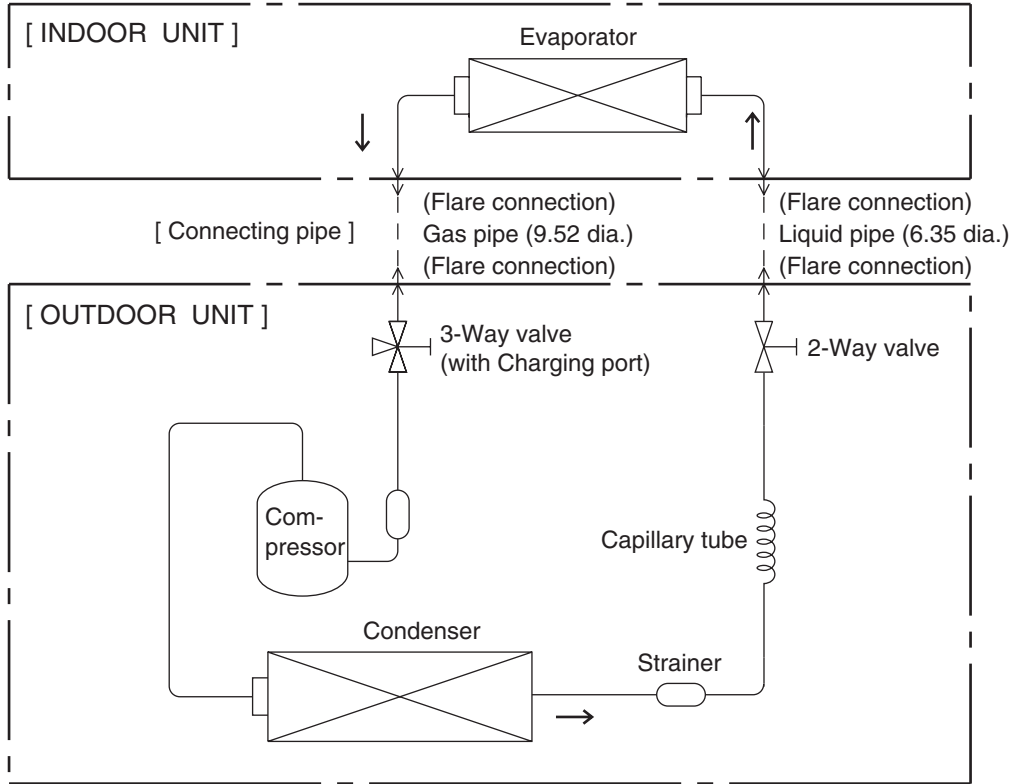 [ INDOOR UNIT ]
Evaporator
[ Connecting pipe ]
(Flare connection)
Gas pipe (9.52 dia.)
(Flare connection)
(Flare connection)
Liquid pipe (6.35 dia.)
(Flare connection)
[ OUTDOOR UNIT ]
3-Way valve
(with Charging port)
2-Way valve
Com-
pressor
Capillary tube
Condenser
Strainer